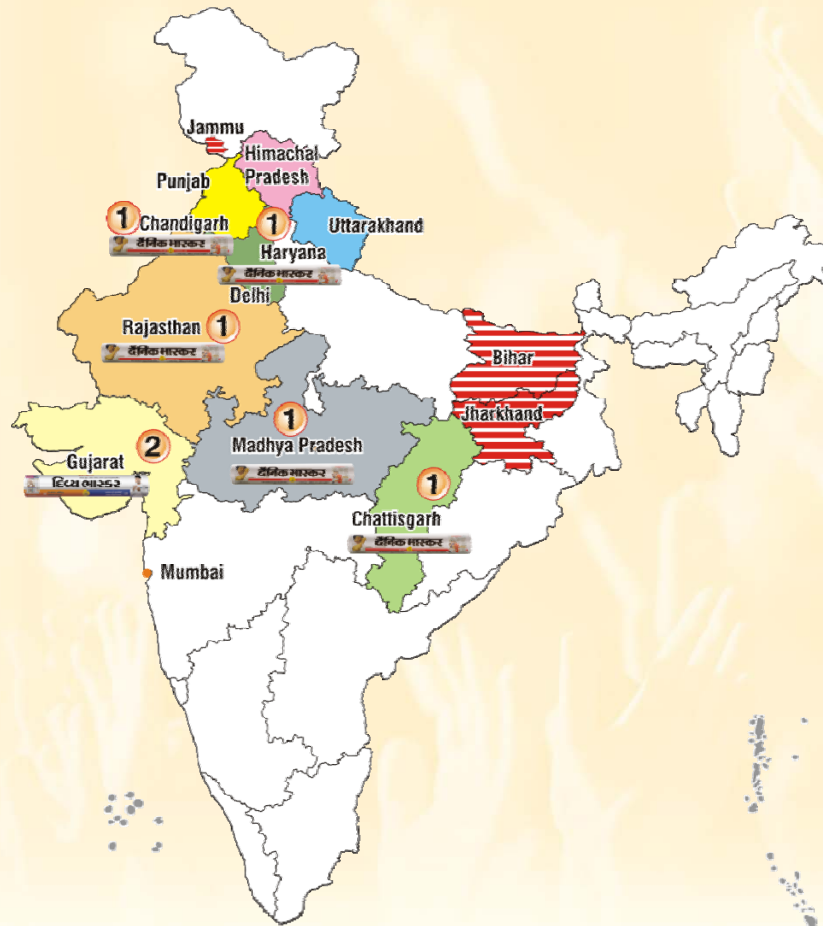 Jammu
Himachal
Pradesh
Punjab
1
Chandigarh
1
Uttarakhand
दैनिक भास्कर
Haryana
दैनिक भास्कर
Delhi
Rajasthan
1
दैनिक भास्कर
Bihar
Jharkhand
1
Madhya Pradesh
दैनिक भास्कर
2
Gujarat
દિવ્ય ભાસ્કર
1
Chattisgarh
दैनिक भास्कर
Mumbai